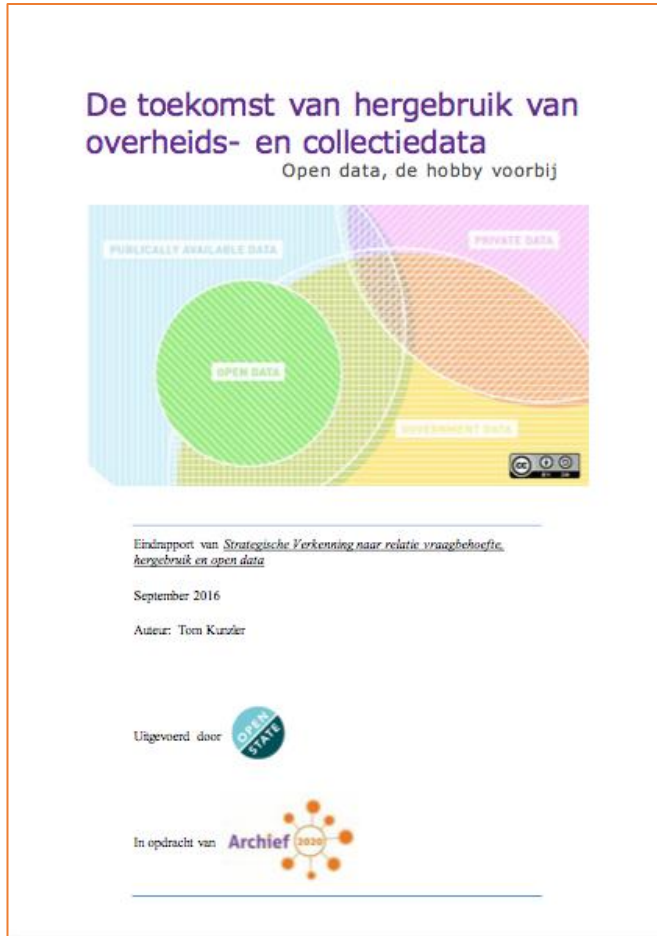 De toekomst van hergebruik van
overheids- en collectiedata
Open data, de hobby voorbij
PUBLICALLY AVAILABLE DATA
PRIVATE DATA
OPEN DATA
GOVERNMENT DATA
cc
Eindrapport van Strategische Verkenning naar relatie vraagbehoefte,
hergebruik en open data
September 2016
Auteur: Tom Kunzler
Uitgevoerd door
OPEN
STATE
In opdracht van
Archief 2020